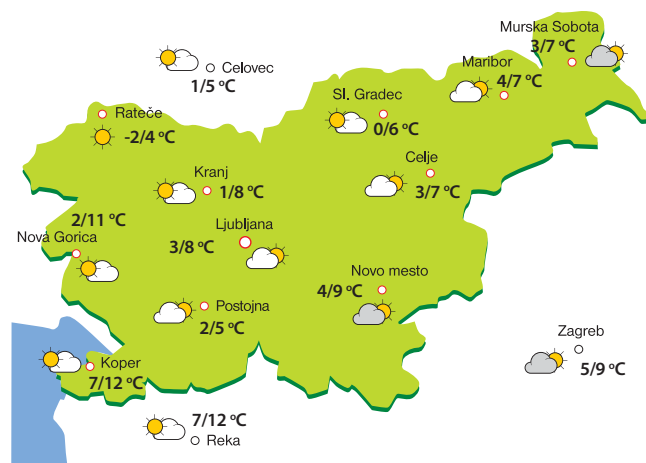 Murska Sobota
3/7 °C
Maribor
4/7 °C
Celovec
1/5 °C
Sl. Gradec
0/6 °C
Rateče
-2/4 °C
Celje
3/7 °C
Kranj
1/8 °C
2/11 °C
Nova Gorica
Ljubljana
3/8 °C
Novo mesto
4/9 °C
Postojna
2/5 °C
Zagreb
5/9 °C
Koper
7/12 °C
7/12 °C
Reka